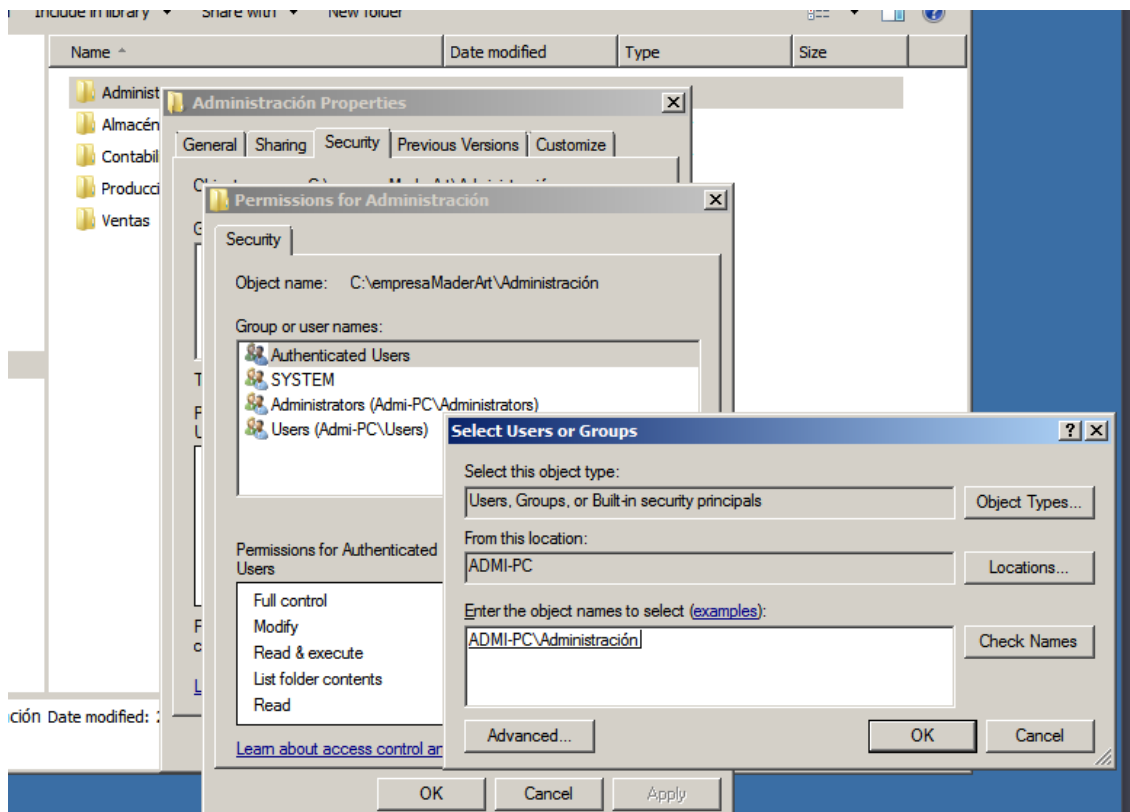 Include in library Share with New folder
Name Date modified Type Size
Administ
Almacén
Contabil
Producci
Ventas
Administración Properties
General Sharing Security Previous Versions Customize
Permissions for Administración
Security
Object name: C:\empresaMaderArt\Administración
Group or user names:
Authenticated Users
SYSTEM
Administrators (Admi-PC\Administrators)
Users (Admi-PC\Users)
Permissions for Authenticated
Users
Full control
Modify
Read & execute
List folder contents
Read
Learn about access control an
OK Cancel Apply
Select Users or Groups
Select this object type:
Users, Groups, or Built-in security principals
Object Types...
From this location:
ADMI-PC
Locations...
Enter the object names to select (examples):
ADMI-PC\Administración
Check Names
Advanced...
OK Cancel
ción Date modified: 2